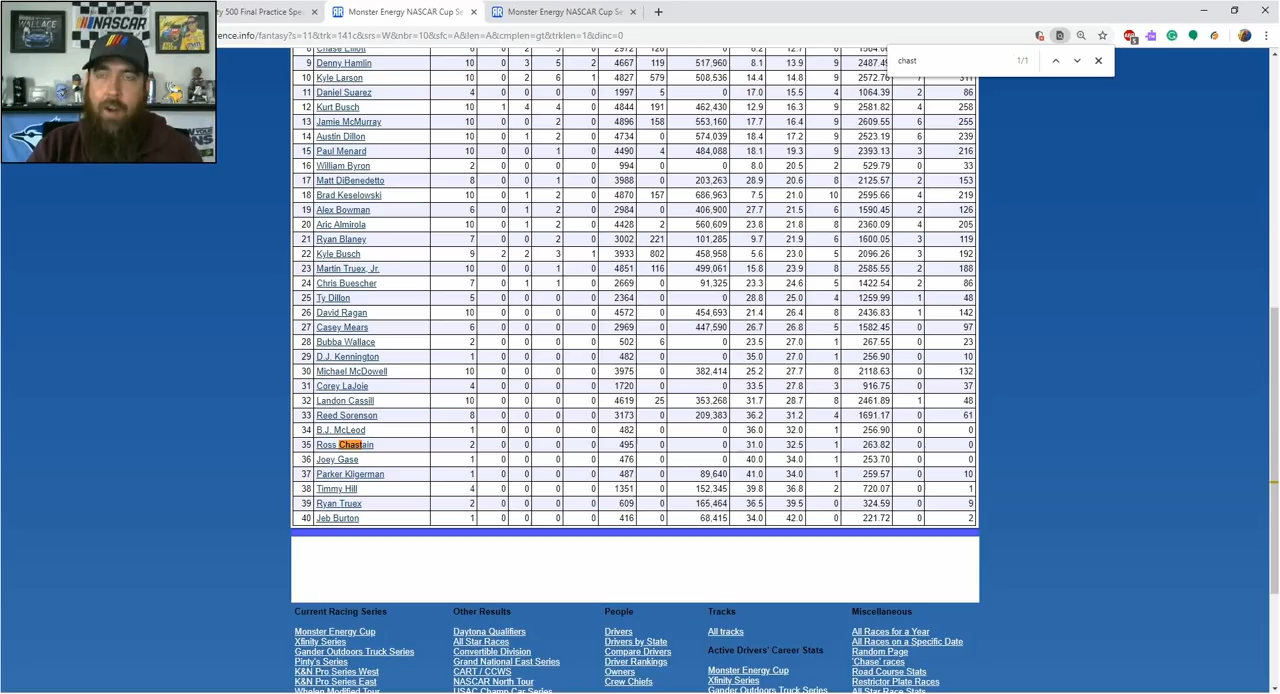 ty 500 Final Practice Spe
Monster Energy NASCAR Cup S
Monster Energy NASCAR Cup Se
rence.info/fantasy?s=11&trk=141c&srs=W&nbr=10&sfc=A&len=A&cmplen=gt&trklen=1&dinc=0
chast 1/1
NASCAR
9 Denny Hamlin 10 0 3 5 2 4667 119 517,960 8.1 13.9 9 2487.4
10 Kyle Larson 10 0 2 6 1 4827 579 508,536 14.4 14.8 9 2572.7 311
11 Daniel Suarez 4 0 0 0 0 1997 5 0 17.0 15.5 4 1064.39 2 86
12 Kurt Busch 10 1 4 4 0 4844 191 462,430 12.9 16.3 9 2581.82 4 258
13 Jamie McMurray 10 0 0 2 0 4896 158 553,160 17.7 16.4 9 2609.55 6 255
14 Austin Dillon 10 0 1 2 0 4734 0 574,039 18.4 17.2 9 2523.19 6 239
15 Paul Menard 10 0 0 1 0 4490 4 484,088 18.1 19.3 9 2393.13 3 216
16 William Byron 2 0 0 0 0 994 0 0 8.0 20.5 2 529.79 0 33
17 Matt DiBenedetto 8 0 0 1 0 3988 0 203,263 28.9 20.6 8 2125.57 2 153
18 Brad Keselowski 10 0 1 2 0 4870 157 686,963 7.5 21.0 10 2595.66 4 219
19 Alex Bowman 6 0 1 2 0 2984 0 406,900 27.7 21.5 6 1590.45 2 126
20 Aric Almirola 10 0 1 2 0 4428 2 560,609 23.8 21.8 8 2360.09 4 205
21 Ryan Blaney 7 0 0 2 0 3002 221 101,285 9.7 21.9 6 1600.05 3 119
22 Kyle Busch 9 2 2 3 1 3933 802 458,958 5.6 23.0 5 2096.26 3 192
23 Martin Truex, Jr. 10 0 0 1 0 4851 116 499,061 15.8 23.9 8 2585.55 2 188
24 Chris Buescher 7 0 1 1 0 2669 0 91,325 23.3 24.6 5 1422.54 2 86
25 Ty Dillon 5 0 0 0 0 2364 0 0 28.8 25.0 4 1259.99 1 48
26 David Ragan 10 0 0 0 0 4572 0 454,693 21.4 26.4 8 2436.83 1 142
27 Casey Mears 6 0 0 0 0 2969 0 447,590 26.7 26.8 5 1582.45 0 97
28 Bubba Wallace 2 0 0 0 0 502 6 0 23.5 27.0 1 267.55 0 23
29 D.J. Kennington 1 0 0 0 0 482 0 0 35.0 27.0 1 256.90 0 10
30 Michael McDowell 10 0 0 0 0 3975 0 382,414 25.2 27.7 8 2118.63 0 132
31 Corey LaJoie 4 0 0 0 0 1720 0 0 33.5 27.8 3 916.75 0 37
32 Landon Cassill 10 0 0 0 0 4619 25 353,268 31.7 28.7 8 2461.89 1 48
33 Reed Sorenson 8 0 0 0 0 3173 0 209,383 36.2 31.2 4 1691.17 0 61
34 B.J. McLeod 1 0 0 0 0 482 0 0 36.0 32.0 1 256.90 0 0
35 Ross Chastain 2 0 0 0 0 495 0 0 31.0 32.5 1 263.82 0 0
36 Joey Gase 1 0 0 0 0 476 0 0 40.0 34.0 1 253.70 0 0
37 Parker Kligerman 1 0 0 0 0 487 0 89,640 41.0 34.0 1 259.57 0 10
38 Timmy Hill 4 0 0 0 0 1351 0 152,345 39.8 36.8 2 720.07 0 1
39 Ryan Truex 2 0 0 0 0 609 0 165,464 36.5 39.5 0 324.59 0 9
40 Jeb Burton 1 0 0 0 0 416 0 68,415 34.0 42.0 0 221.72 0 2
Current Racing Series Other Results People Tracks Miscellaneous
Monster Energy Cup Daytona Qualifiers Drivers All tracks All Races for a Year
Xfinity Series All Star Races Drivers by State All Races on a Specific Date
Gander Outdoors Truck Series Convertible Division Compare Drivers Active Drivers' Career Stats Random Page
Pinty's Series Grand National East Series Driver Rankings 'Chase' races
K&N Pro Series West CART / CCWS Owners Monster Energy Cup Road Course Stats
K&N Pro Series East NASCAR North Tour Crew Chiefs Xfinity Series Restrictor Plate Races
Whelen Modified Tour USAC Champ Car Series Gander Outdoors Truck Series All Star Race Stats